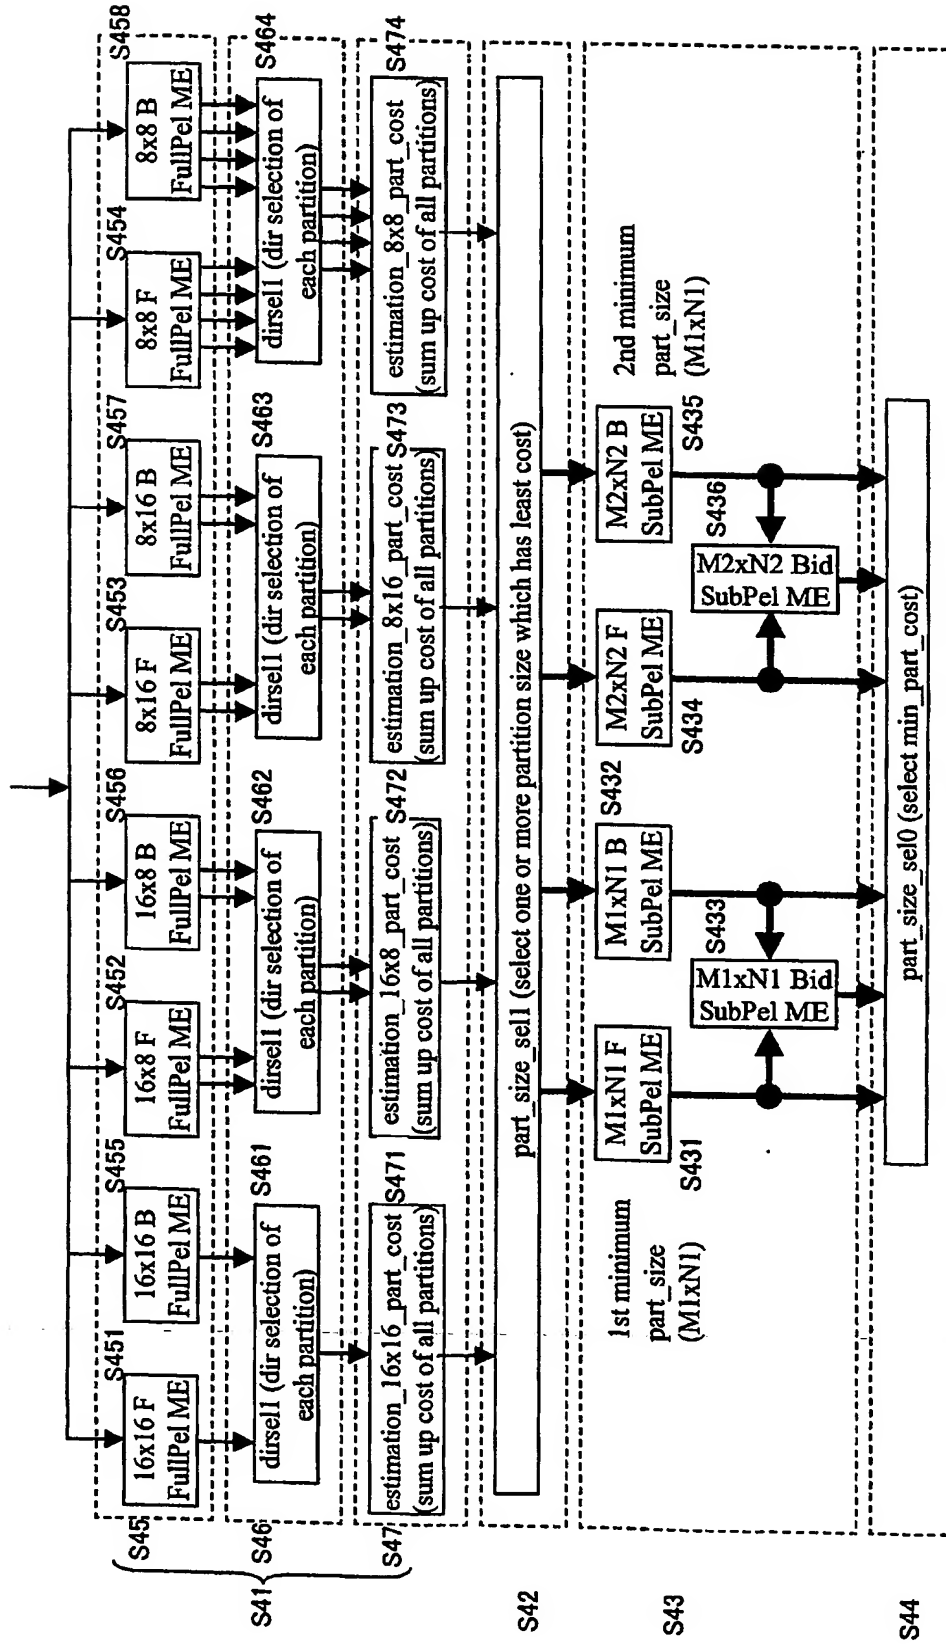 S451
S455
S452
S456
S453
S457
S454
S458
16x16 F
FullPel ME
16x16 B
FullPel ME
16x8 F
FullPel ME
16x8 B
FullPel ME
8x16 F
FullPel ME
8x16 B
FullPel ME
8x8 F
FullPel ME
8x8 B
FullPel ME
S45
S461
S462
S463
S464
dirsel1 (dir selection of
each partition)
dirsel1 (dir selection of
each partition)
dirsel1 (dir selection of
each partition)
dirsel1 (dir selection of
each partition)
S46
S41
S471
S472
S473
S474
estimation_16x16_part_cost
(sum up cost of all partitions)
estimation_16x8_part_cost
(sum up cost of all partitions)
estimation_8x16_part_cost
(sum up cost of all partitions)
estimation_8x8_part_cost
(sum up cost of all partitions)
S47
part_size_sel1 (select one or more partition size which has least cost)
S42
1st minimum
part_size
(M1xN1)
M1xN1 F
SubPel ME
S431
M1xN1 B
SubPel ME
S432
S433
M1xN1 Bid
SubPel ME
M2xN2 F
SubPel ME
S434
M2xN2 B
SubPel ME
S435
S436
M2xN2 Bid
SubPel ME
2nd minimum
part_size
(M1xN1)
S43
part_size_sel0 (select min_part_cost)
S44